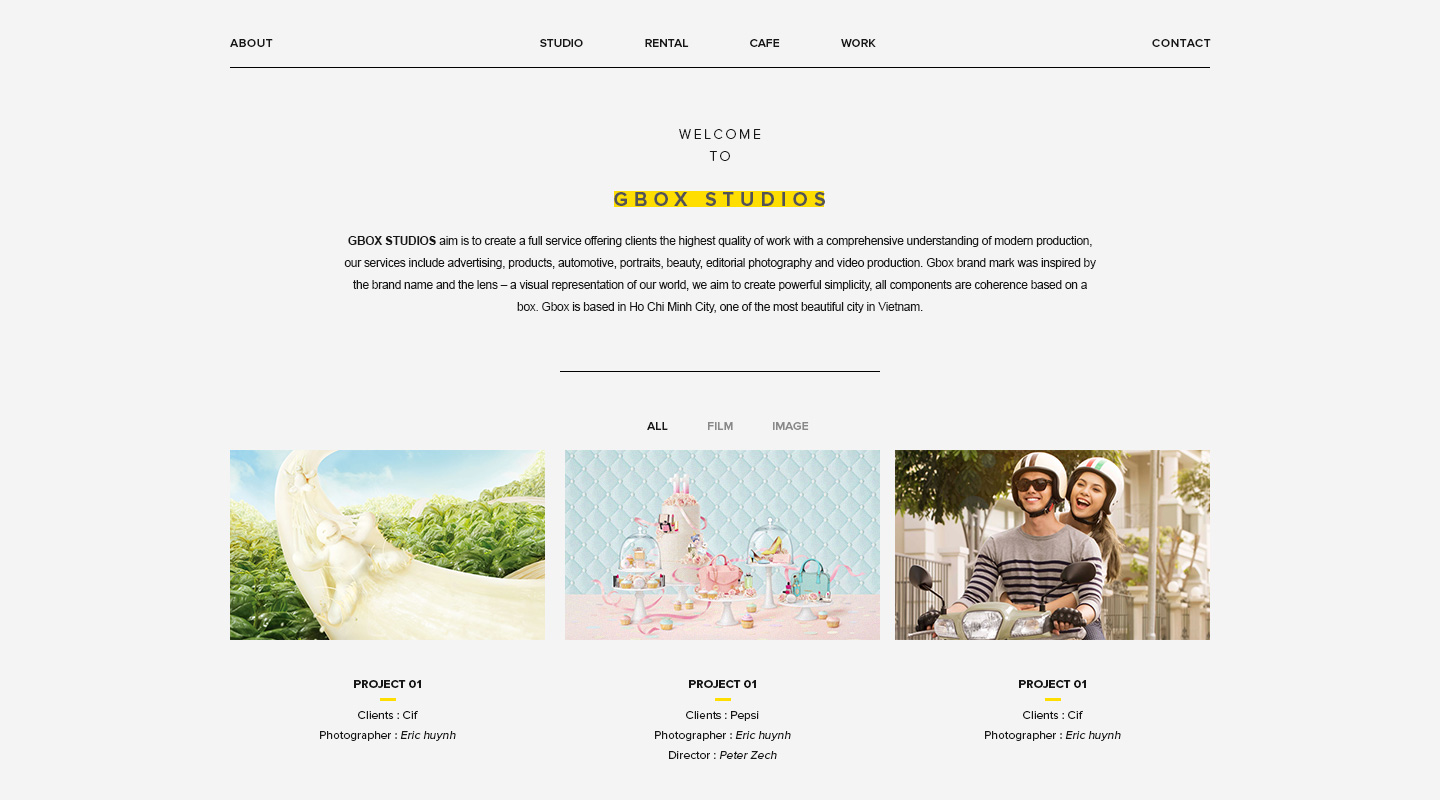 ABOUT STUDIO RENTAL CAFE WORK CONTACT
WELCOME
TO
GBOX STUDIOS
GBOX STUDIOS aim is to create a full service offering clients the highest quality of work with a comprehensive understanding of modern production,
our services include advertising, products, automotive, portraits, beauty, editorial photography and video production. Gbox brand mark was inspired by
the brand name and the lens – a visual representation of our world, we aim to create powerful simplicity, all components are coherence based on a
box. Gbox is based in Ho Chi Minh City, one of the most beautiful city in Vietnam.
ALL FILM IMAGE
PROJECT 01
Clients : Cif
Photographer : Eric huynh
PROJECT 01
Clients : Pepsi
Photographer : Eric huynh
Director : Peter Zech
PROJECT 01
Clients : Cif
Photographer : Eric huynh